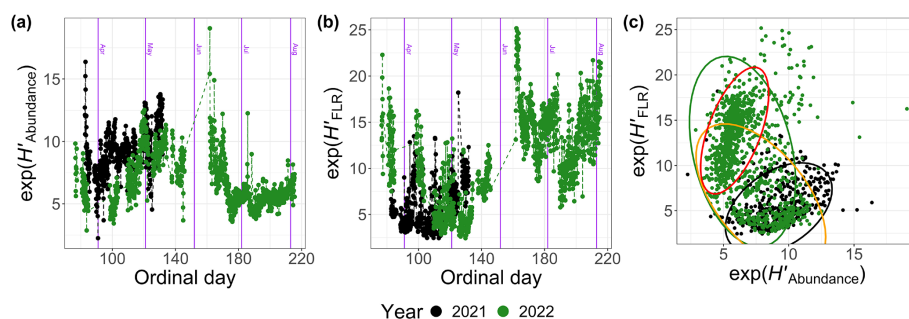 (a)
exp(H′Abundance)
15
10
5
Apr
May
Jun
Jul
Aug
100
140
180
220
Ordinal day
(b)
exp(H′FLR)
25
20
15
10
5
Apr
May
Jun
Jul
Aug
100
140
180
220
Ordinal day
(c)
exp(H′FLR)
25
20
15
10
5
5
10
15
exp(H′Abundance)
Year 2021 2022